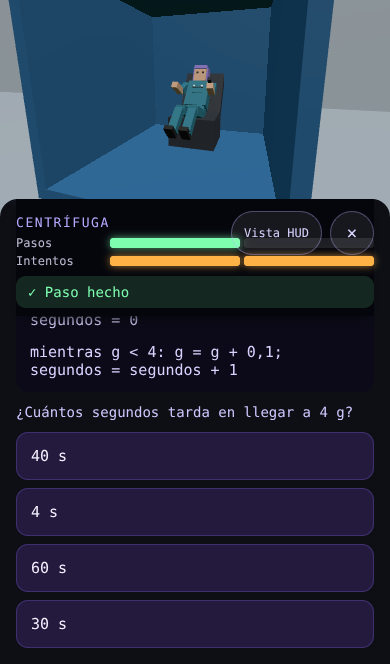 CENTRÍFUGA
Vista HUD
×
Pasos
Intentos
✓ Paso hecho
segundos = 0
mientras g < 4: g = g + 0,1;
segundos = segundos + 1
¿Cuántos segundos tarda en llegar a 4 g?
40 s
4 s
60 s
30 s